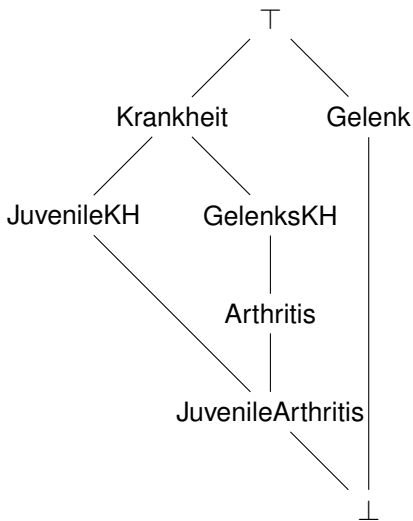 ⊤
Krankheit Gelenk
JuvenileKH GelenksKH
Arthritis
JuvenileArthritis
⊥